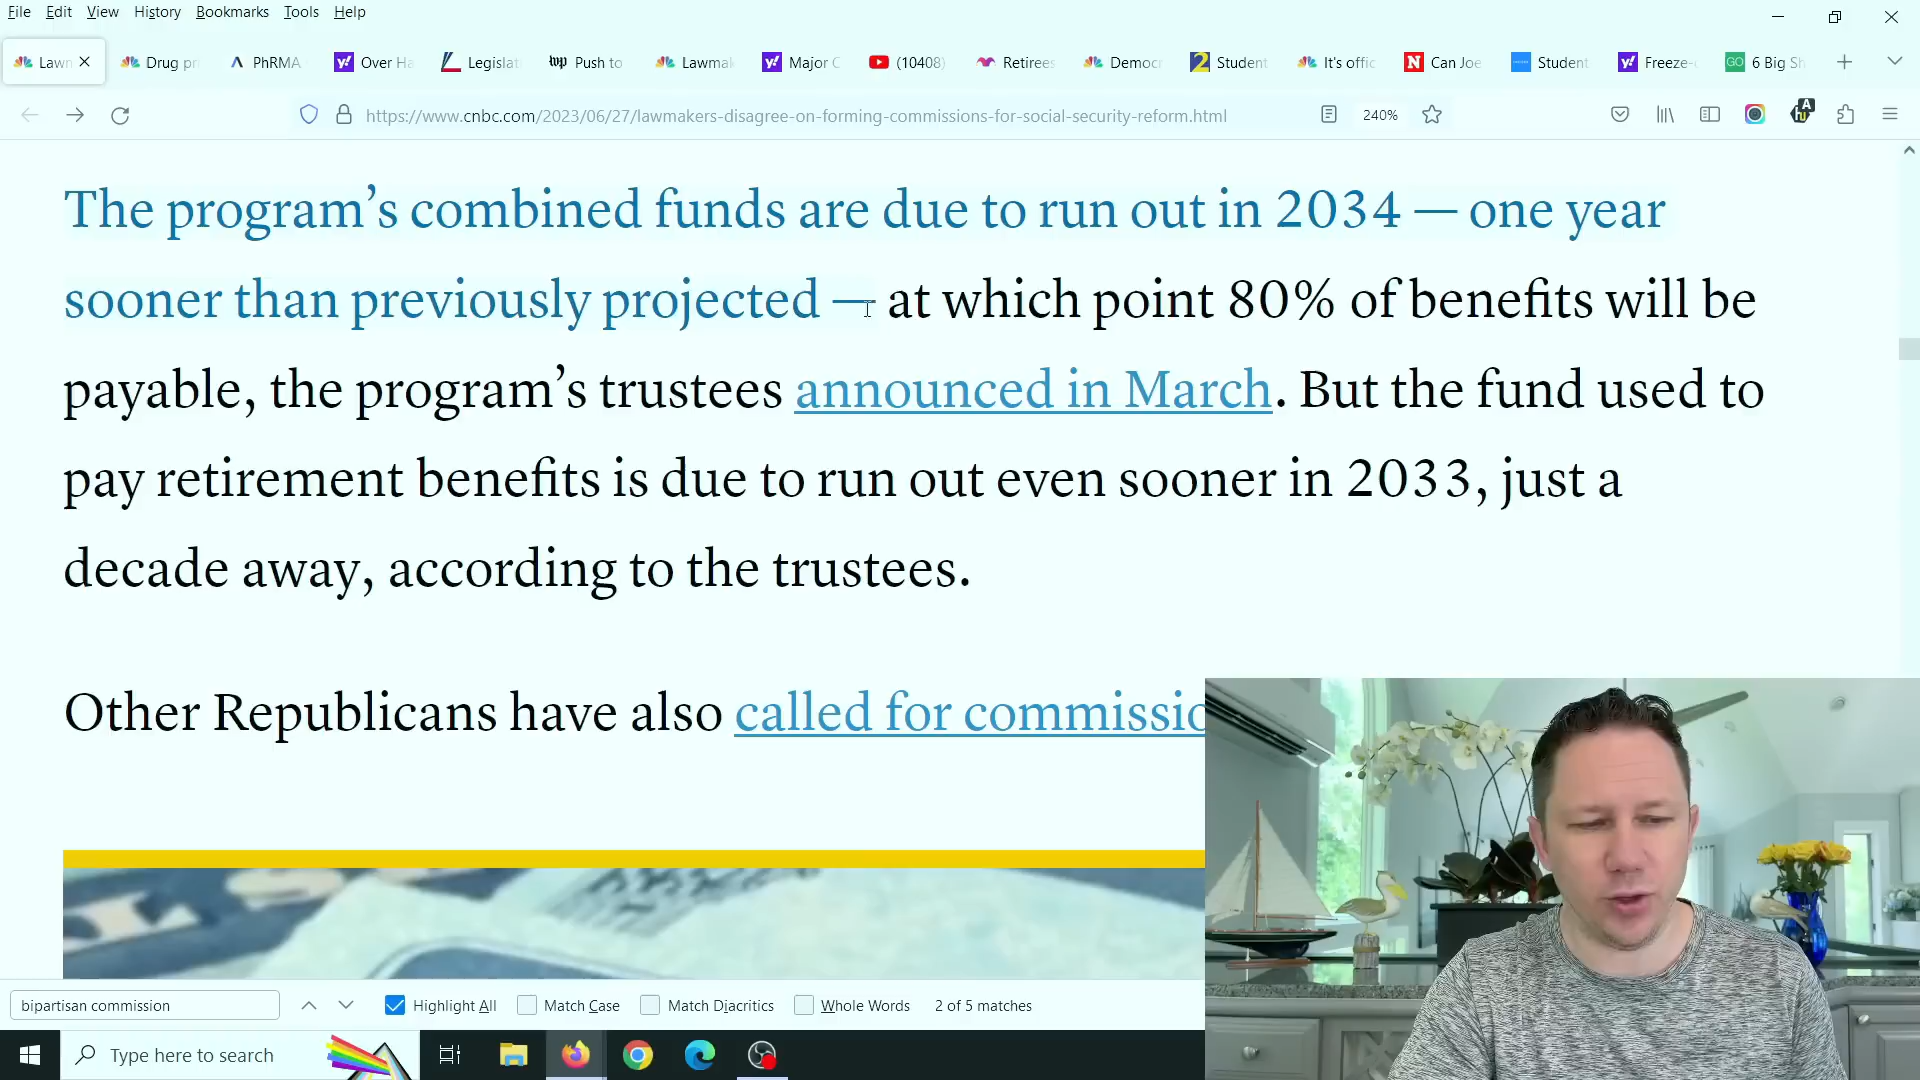 File Edit View History Bookmarks Tools Help
Lawn Drug pri PhRMA Over Ha Legislat wp Push to Lawmak Major C (10408) Retirees Democr 2 Student It's offic N Can Joe Student Freeze- GO 6 Big Sh
https://www.cnbc.com/2023/06/27/lawmakers-disagree-on-forming-commissions-for-social-security-reform.html 240% A hu
The program’s combined funds are due to run out in 2034 — one year
sooner than previously projected — at which point 80% of benefits will be
payable, the program’s trustees announced in March. But the fund used to
pay retirement benefits is due to run out even sooner in 2033, just a
decade away, according to the trustees.
Other Republicans have also called for commissio
bipartisan commission Highlight All Match Case Match Diacritics Whole Words 2 of 5 matches
Type here to search